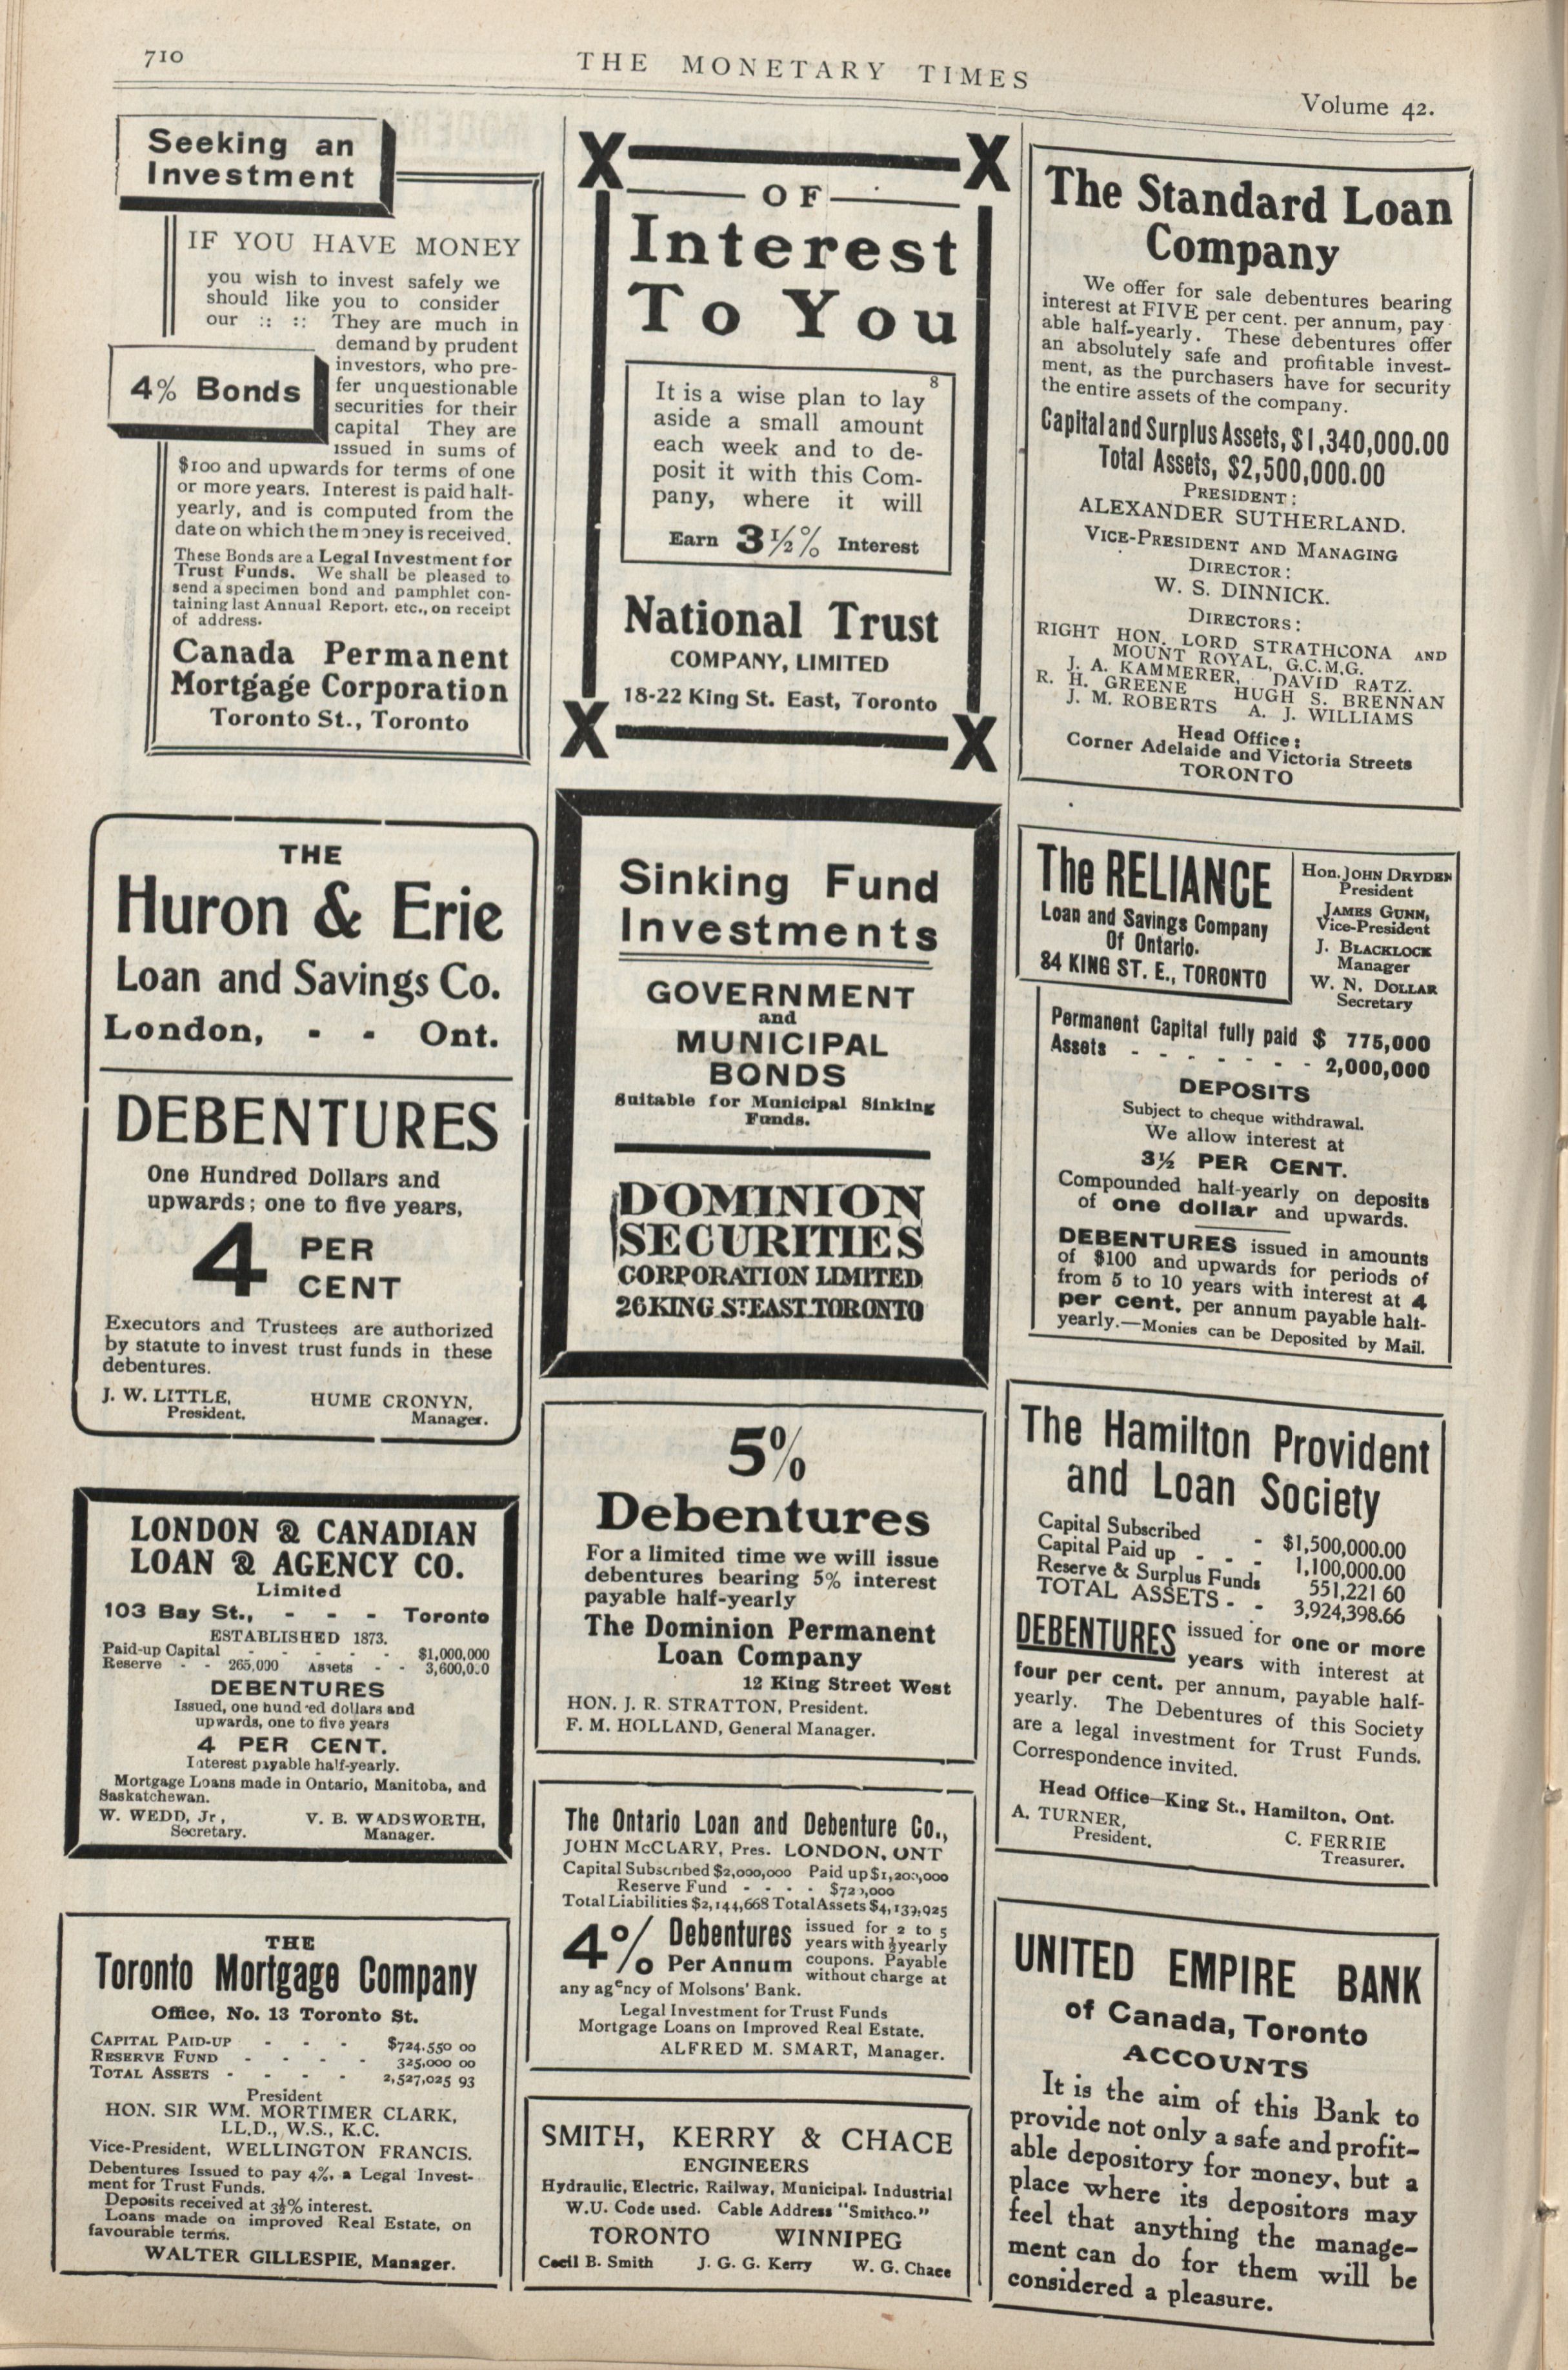 710
THE MONETARY TIMES
Volume 42.
Seeking an
Investment
IF YOU HAVE MONEY
you wish to invest safely we
should like you to consider
our :: :: They are much in
demand by prudent
investors, who pre-
4% Bonds
fer unquestionable
securities for their
capital They are
issued in sums of
$100 and upwards for terms of one
or more years. Interest is paid halt-
yearly, and is computed from the
date on which the money is received.
These Bonds are a Legal Investment for
Trust Funds. We shall be pleased to
send a specimen bond and pamphlet con-
taining last Annual Report, etc., on receipt
of address.
Canada Permanent
Mortgage Corporation
Toronto St., Toronto
THE
Huron & Erie
Loan and Savings Co.
London, - - Ont.
DEBENTURES
One Hundred Dollars and
upwards; one to five years,
4 PER
CENT
Executors and Trustees are authorized
by statute to invest trust funds in these
debentures.
J. W. LITTLE, HUME CRONYN,
President. Manager.
LONDON & CANADIAN
LOAN & AGENCY CO.
Limited
103 Bay St., - - - Toronto
ESTABLISHED 1873.
Paid-up Capital - - - - - $1,000,000
Reserve - - 265,000 Assets - - 3,600,000
DEBENTURES
Issued, one hundred dollars and
upwards, one to five years
4 PER CENT.
Interest payable half-yearly.
Mortgage Loans made in Ontario, Manitoba, and
Saskatchewan.
W. WEDD, Jr, V. B. WADSWORTH,
Secretary. Manager.
THE
Toronto Mortgage Company
Office, No. 13 Toronto St.
CAPITAL PAID-UP - - - $724,550 00
RESERVE FUND - - - - 325,000 00
TOTAL ASSETS - - - - 2,527,025 93
President
HON. SIR WM. MORTIMER CLARK,
LL.D., W.S., K.C.
Vice-President, WELLINGTON FRANCIS.
Debentures Issued to pay 4%, a Legal Invest-
ment for Trust Funds.
Deposits received at 3½% interest.
Loans made on improved Real Estate, on
favourable terms.
WALTER GILLESPIE, Manager.
X X
OF
Interest
To You
8
It is a wise plan to lay
aside a small amount
each week and to de-
posit it with this Com-
pany, where it will
Earn 3½% Interest
National Trust
COMPANY, LIMITED
18-22 King St. East, Toronto
X X
Sinking Fund
Investments
GOVERNMENT
and
MUNICIPAL
BONDS
Suitable for Municipal Sinking
Funds.
DOMINION
SECURITIES
CORPORATION LIMITED
26 KING ST EAST TORONTO
5%
Debentures
For a limited time we will issue
debentures bearing 5% interest
payable half-yearly
The Dominion Permanent
Loan Company
12 King Street West
HON. J. R. STRATTON, President.
F. M. HOLLAND, General Manager.
The Ontario Loan and Debenture Co.,
JOHN McCLARY, Pres. LONDON, ONT
Capital Subscribed $2,000,000 Paid up $1,200,000
Reserve Fund - - - - $720,000
Total Liabilities $2,144,668 Total Assets $4,139,925
4% Debentures issued for 2 to 5
years with ½ yearly
Per Annum coupons. Payable
without charge at
any agency of Molsons' Bank.
Legal Investment for Trust Funds
Mortgage Loans on Improved Real Estate.
ALFRED M. SMART, Manager.
SMITH, KERRY & CHACE
ENGINEERS
Hydraulic, Electric, Railway, Municipal, Industrial
W.U. Code used. Cable Address "Smithco."
TORONTO WINNIPEG
Cecil B. Smith J. G. G. Kerry W. G. Chace
The Standard Loan
Company
We offer for sale debentures bearing
interest at FIVE per cent. per annum, pay-
able half-yearly. These debentures offer
an absolutely safe and profitable invest-
ment, as the purchasers have for security
the entire assets of the company.
Capital and Surplus Assets, $1,340,000.00
Total Assets, $2,500,000.00
PRESIDENT:
ALEXANDER SUTHERLAND.
VICE-PRESIDENT AND MANAGING
DIRECTOR:
W. S. DINNICK.
DIRECTORS:
RIGHT HON. LORD STRATHCONA AND
MOUNT ROYAL, G.C.M.G.
J. A. KAMMERER, DAVID RATZ.
R. H. GREENE HUGH S. BRENNAN
J. M. ROBERTS A. J. WILLIAMS
Head Office:
Corner Adelaide and Victoria Streets
TORONTO
The RELIANCE
Loan and Savings Company
Of Ontario.
84 KING ST. E., TORONTO
Hon. JOHN DRYDEN
President
JAMES GUNN,
Vice-President
J. BLACKLOCK
Manager
W. N. DOLLAR
Secretary
Permanent Capital fully paid $ 775,000
Assets - - - - - - - 2,000,000
DEPOSITS
Subject to cheque withdrawal.
We allow interest at
3½ PER CENT.
Compounded half-yearly on deposits
of one dollar and upwards.
DEBENTURES issued in amounts
of $100 and upwards for periods of
from 5 to 10 years with interest at 4
per cent. per annum payable halt-
yearly.—Monies can be Deposited by Mail.
The Hamilton Provident
and Loan Society
Capital Subscribed - $1,500,000.00
Capital Paid up - - - 1,100,000.00
Reserve & Surplus Funds 551,221 60
TOTAL ASSETS - - 3,924,398.66
DEBENTURES issued for one or more
years with interest at
four per cent. per annum, payable half-
yearly. The Debentures of this Society
are a legal investment for Trust Funds.
Correspondence invited.
Head Office—King St., Hamilton, Ont.
A. TURNER, C. FERRIE
President. Treasurer.
UNITED EMPIRE BANK
of Canada, Toronto
ACCOUNTS
It is the aim of this Bank to
provide not only a safe and profit-
able depository for money, but a
place where its depositors may
feel that anything the manage-
ment can do for them will be
considered a pleasure.